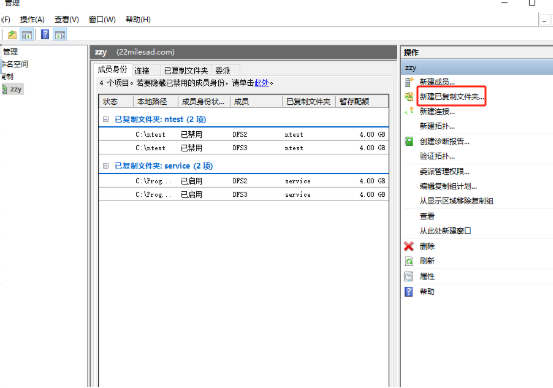 管理
(F) 操作(A) 查看(V) 窗口(W) 帮助(H)
管理
命名空间
复制
zzy
zzy (22milesad.com)
成员身份 连接 已复制文件夹 委派
4 个项目。若要隐藏已禁用的成员身份，请单击此处。
状态 本地路径 成员身份状... 成员 已复制文件夹 暂存配额
已复制文件夹: ntest (2 项)
C:\ntest 已禁用 DFS2 ntest 4.00 GB
C:\ntest 已禁用 DFS3 ntest 4.00 GB
已复制文件夹: service (2 项)
C:\Prog... 已启用 DFS2 service 4.00 GB
C:\Prog... 已启用 DFS3 service 4.00 GB
操作
zzy
新建成员...
新建已复制文件夹...
新建连接...
新建拓扑...
创建诊断报告...
验证拓扑...
委派管理权限...
编辑复制组计划...
从显示区域移除复制组
查看
从此处新建窗口
删除
刷新
属性
帮助